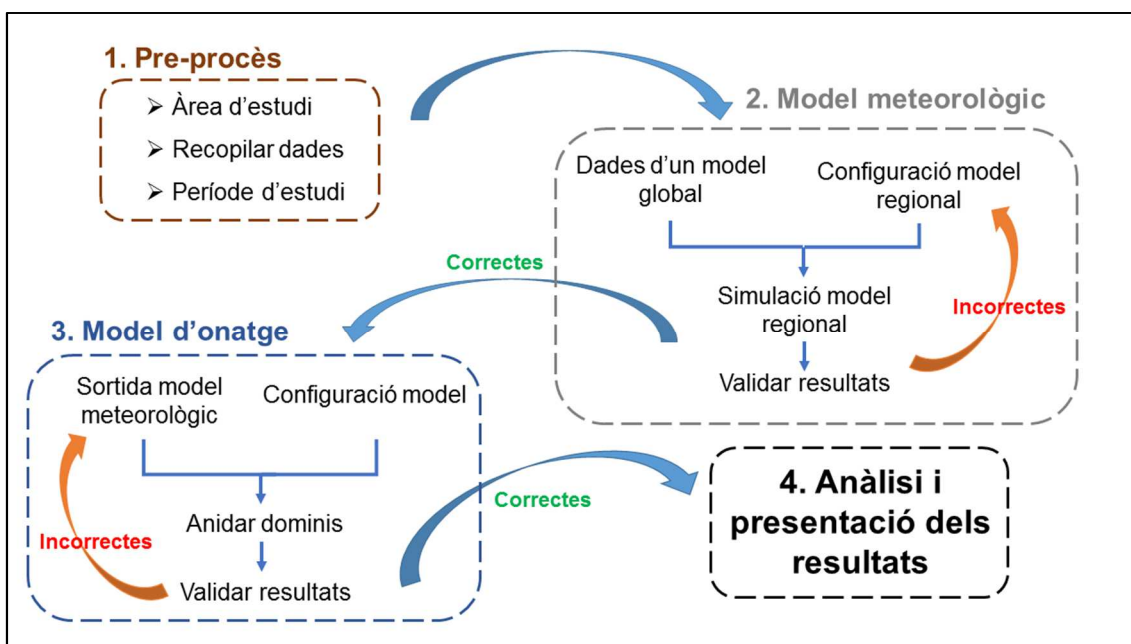 1. Pre-procès
➢ Àrea d’estudi
➢ Recopilar dades
➢ Període d’estudi
2. Model meteorològic
Dades d’un model
global
Configuració model
regional
Simulació model
regional
Validar resultats
Incorrectes
Correctes
3. Model d’onatge
Sortida model
meteorològic
Configuració model
Anidar dominis
Validar resultats
Incorrectes
Correctes
4. Anàlisi i
presentació dels
resultats